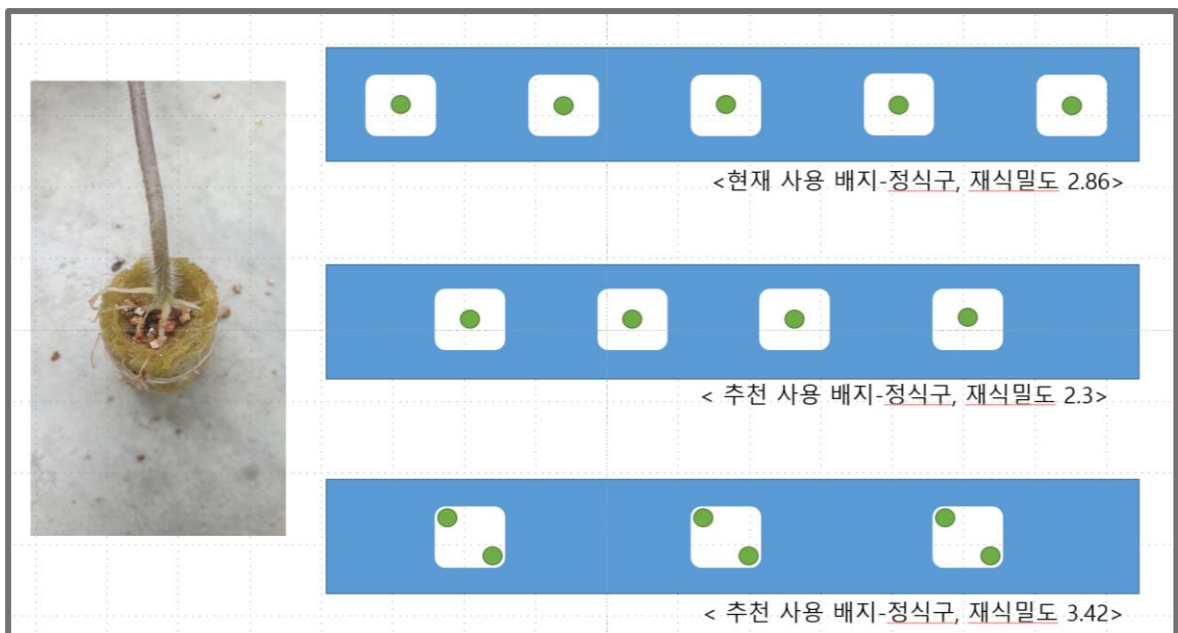 <현재 사용 배지-정식구, 재식밀도 2.86>
< 추천 사용 배지-정식구, 재식밀도 2.3>
< 추천 사용 배지-정식구, 재식밀도 3.42>